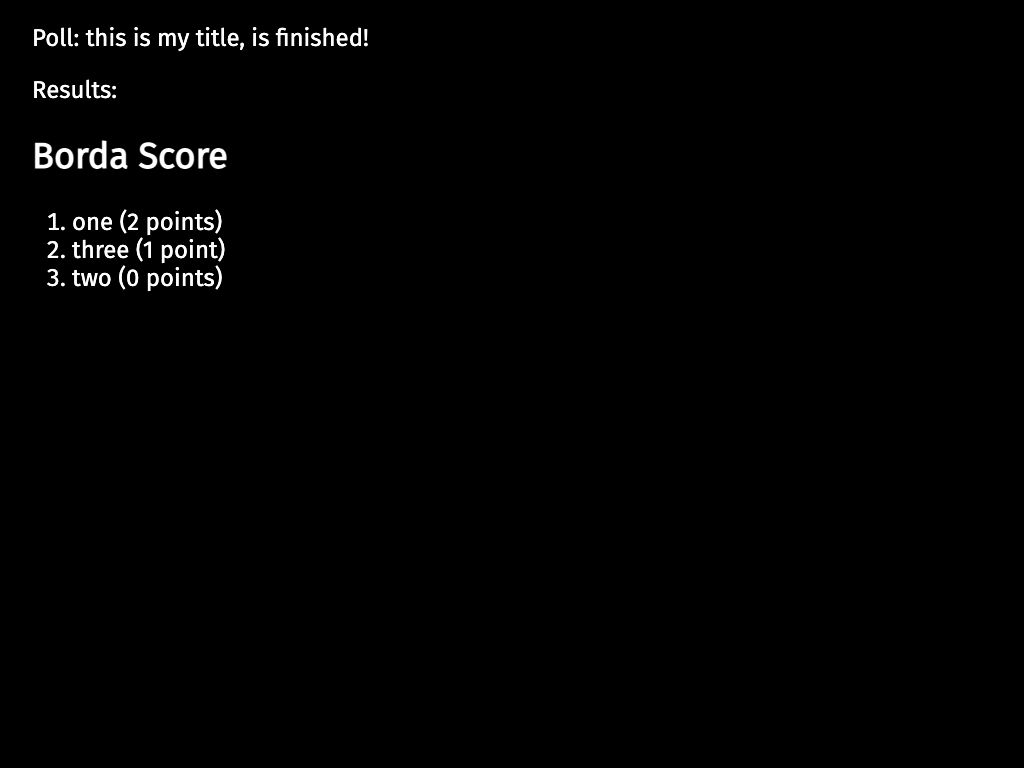 Poll: this is my title, is finished!
Results:
Borda Score
1. one (2 points)
2. three (1 point)
3. two (0 points)